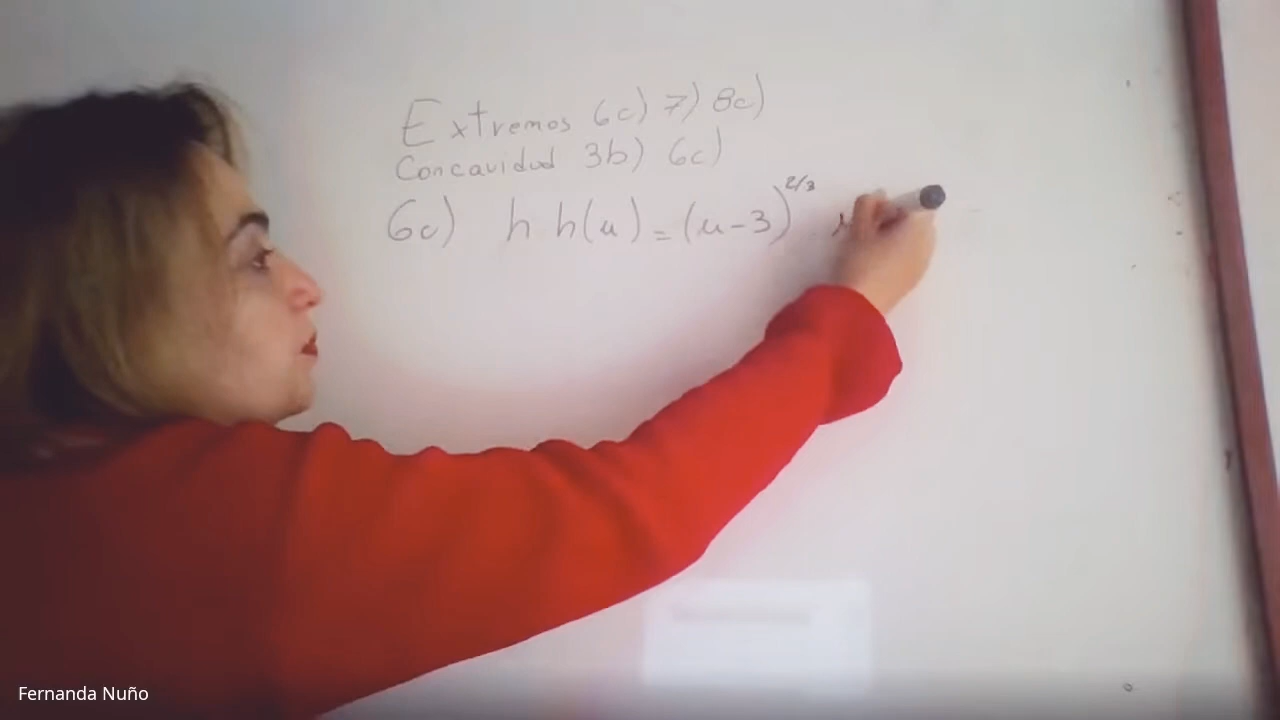 Extremos 6c) 7) 8c)
Concavidad 3b) 6c)
6c) h h(u) = (u-3)^2/3
Fernanda Nuño